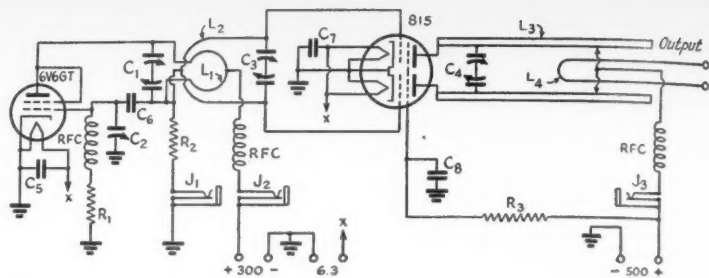 815
6V6GT
C1
L2
L1
C3
C7
x
L3
Output
C4
L4
C6
C2
RFC
C5
x
R1
R2
J1
RFC
J2
C8
R3
RFC
J3
+ 300 -
6.3
x
- 500 +